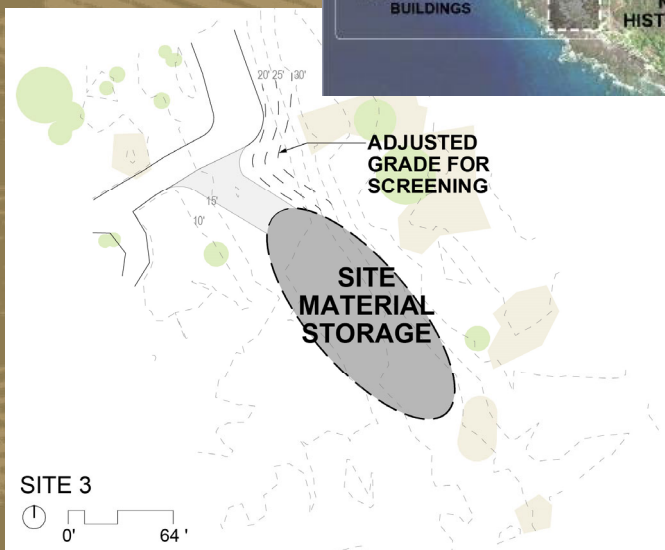 BUILDINGS
HIST
20' 25' 30'
ADJUSTED
GRADE FOR
SCREENING
15'
10'
SITE
MATERIAL
STORAGE
SITE 3
0' 64 '